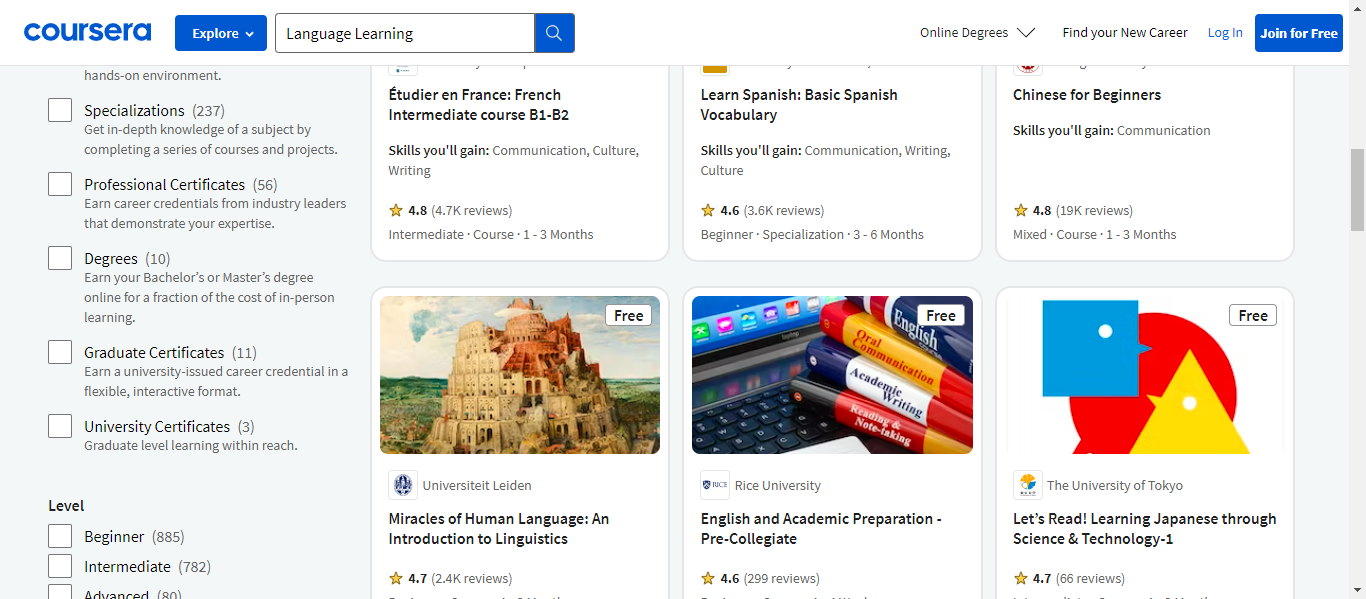 coursera
Explore
Language Learning
Online Degrees
Find your New Career
Log In
Join for Free
hands-on environment.
Specializations (237)
Get in-depth knowledge of a subject by
completing a series of courses and projects.
Professional Certificates (56)
Earn career credentials from industry leaders
that demonstrate your expertise.
Degrees (10)
Earn your Bachelor’s or Master’s degree
online for a fraction of the cost of in-person
learning.
Graduate Certificates (11)
Earn a university-issued career credential in a
flexible, interactive format.
University Certificates (3)
Graduate level learning within reach.
Level
Beginner (885)
Intermediate (782)
Advanced (80)
Étudier en France: French
Intermediate course B1-B2
Skills you'll gain: Communication, Culture,
Writing
4.8 (4.7K reviews)
Intermediate · Course · 1 - 3 Months
Learn Spanish: Basic Spanish
Vocabulary
Skills you'll gain: Communication, Writing,
Culture
4.6 (3.6K reviews)
Beginner · Specialization · 3 - 6 Months
Chinese for Beginners
Skills you'll gain: Communication
4.8 (19K reviews)
Mixed · Course · 1 - 3 Months
Free
Universiteit Leiden
Miracles of Human Language: An
Introduction to Linguistics
4.7 (2.4K reviews)
Free
English
Oral
Communication
Academic
Writing
Reading &
Note-taking
RICE
Rice University
English and Academic Preparation -
Pre-Collegiate
4.6 (299 reviews)
Free
The University of Tokyo
Let’s Read! Learning Japanese through
Science & Technology-1
4.7 (66 reviews)